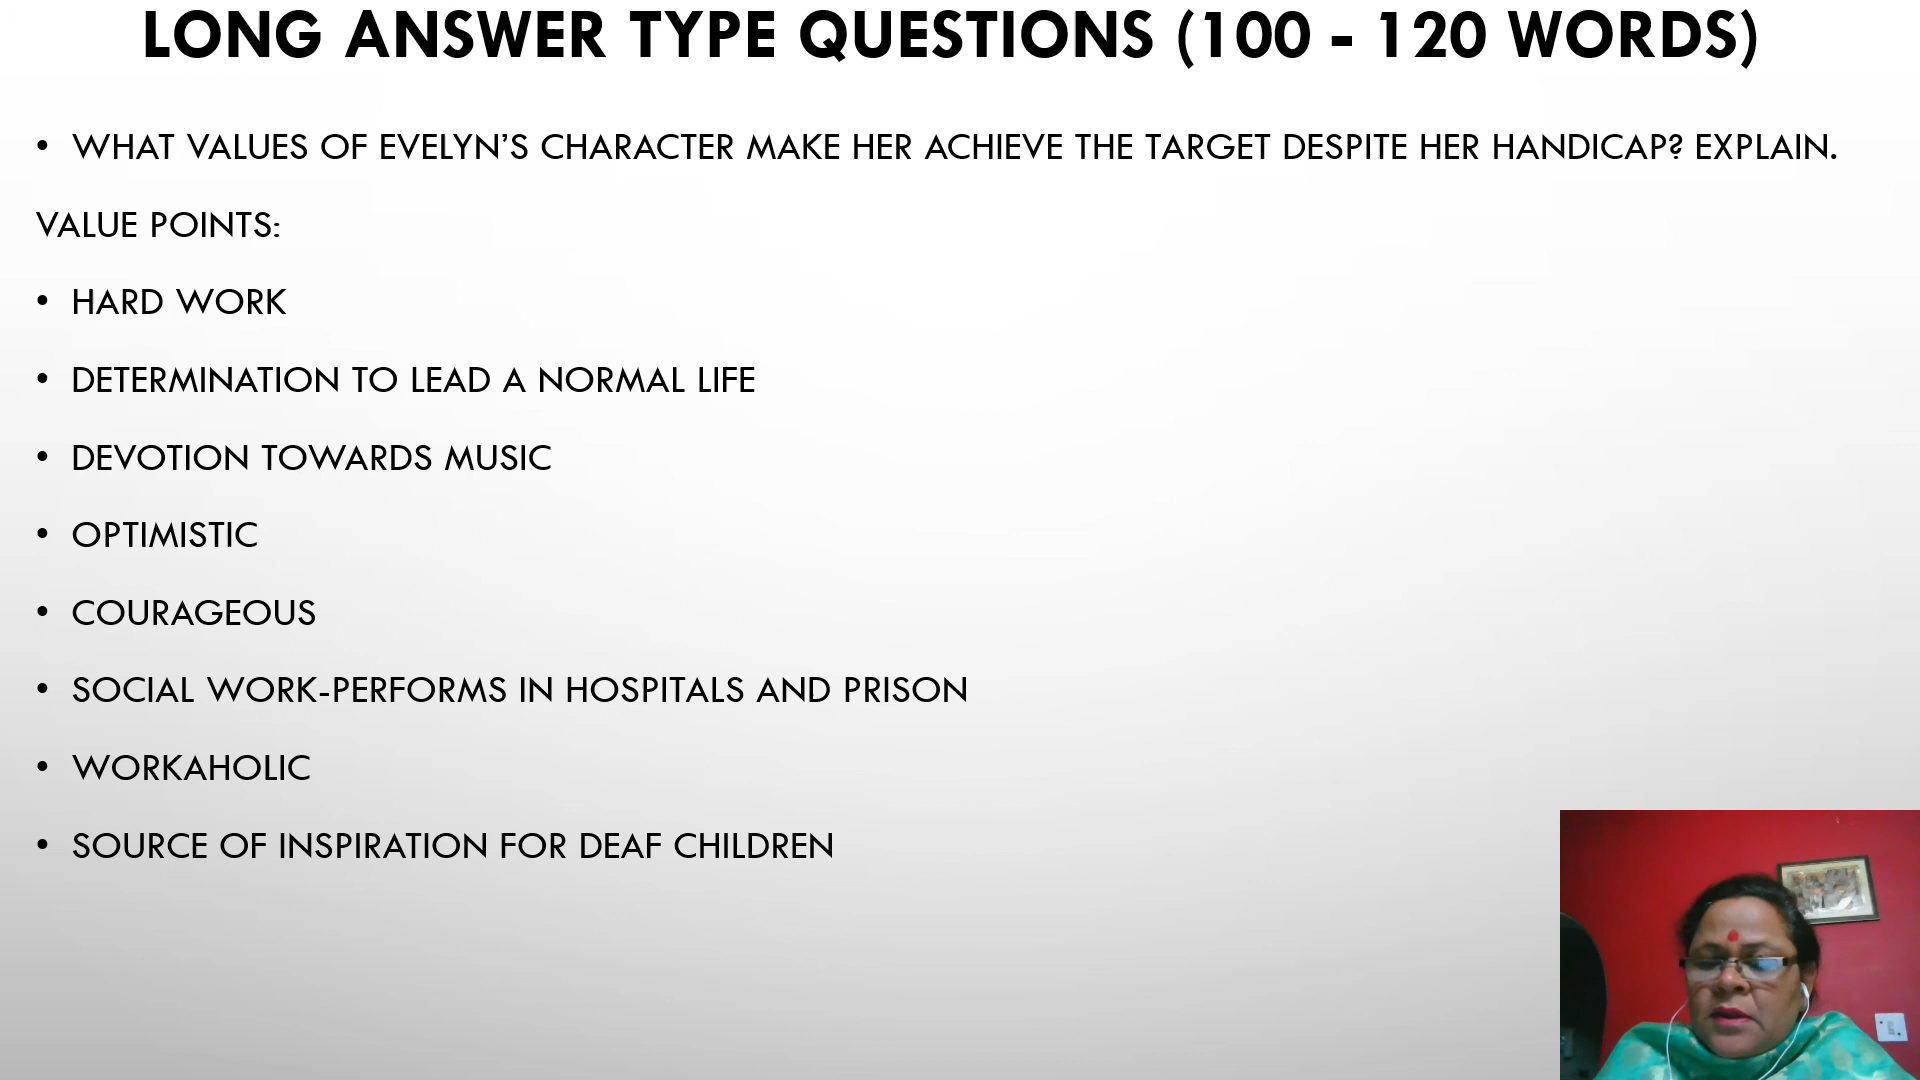 LONG ANSWER TYPE QUESTIONS (100 - 120 WORDS)
• WHAT VALUES OF EVELYN’S CHARACTER MAKE HER ACHIEVE THE TARGET DESPITE HER HANDICAP? EXPLAIN.
VALUE POINTS:
• HARD WORK
• DETERMINATION TO LEAD A NORMAL LIFE
• DEVOTION TOWARDS MUSIC
• OPTIMISTIC
• COURAGEOUS
• SOCIAL WORK-PERFORMS IN HOSPITALS AND PRISON
• WORKAHOLIC
• SOURCE OF INSPIRATION FOR DEAF CHILDREN